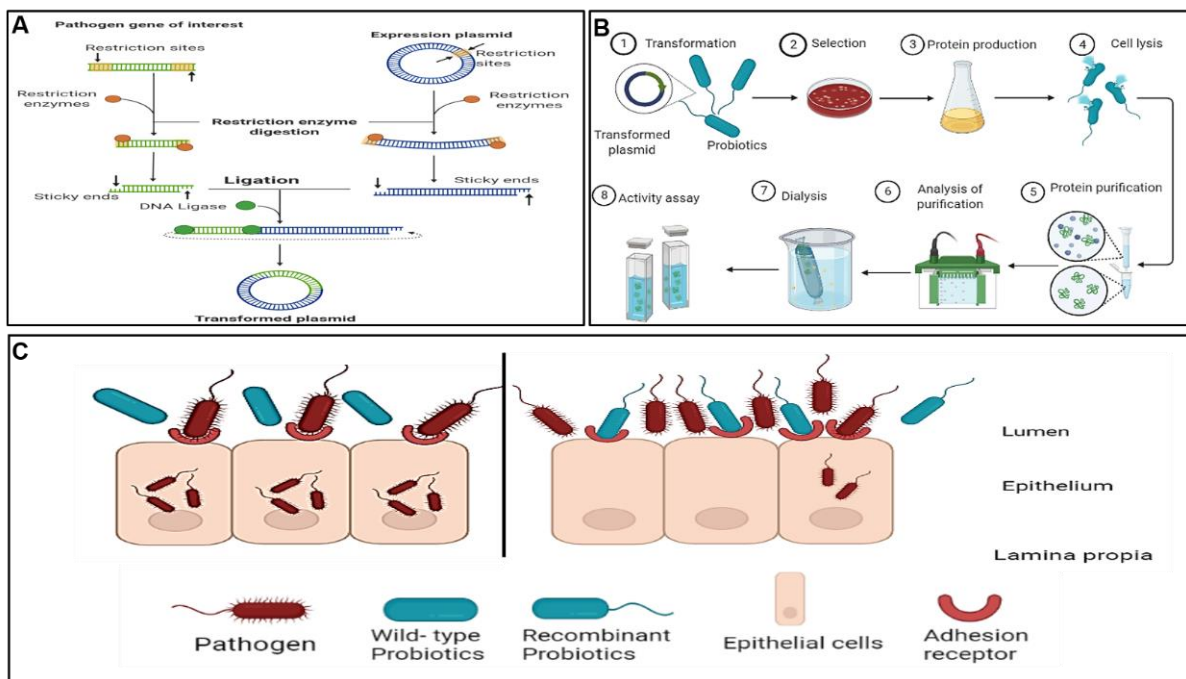 A
Pathogen gene of interest
Restriction sites
Restriction enzymes
Expression plasmid
Restriction sites
Restriction enzymes
Restriction enzyme digestion
Sticky ends
Ligation
Sticky ends
DNA Ligase
Transformed plasmid
B
1 Transformation
2 Selection
3 Protein production
4 Cell lysis
Transformed plasmid
Probiotics
8 Activity assay
7 Dialysis
6 Analysis of purification
5 Protein purification
C
Lumen
Epithelium
Lamina propia
Pathogen
Wild- type Probiotics
Recombinant Probiotics
Epithelial cells
Adhesion receptor